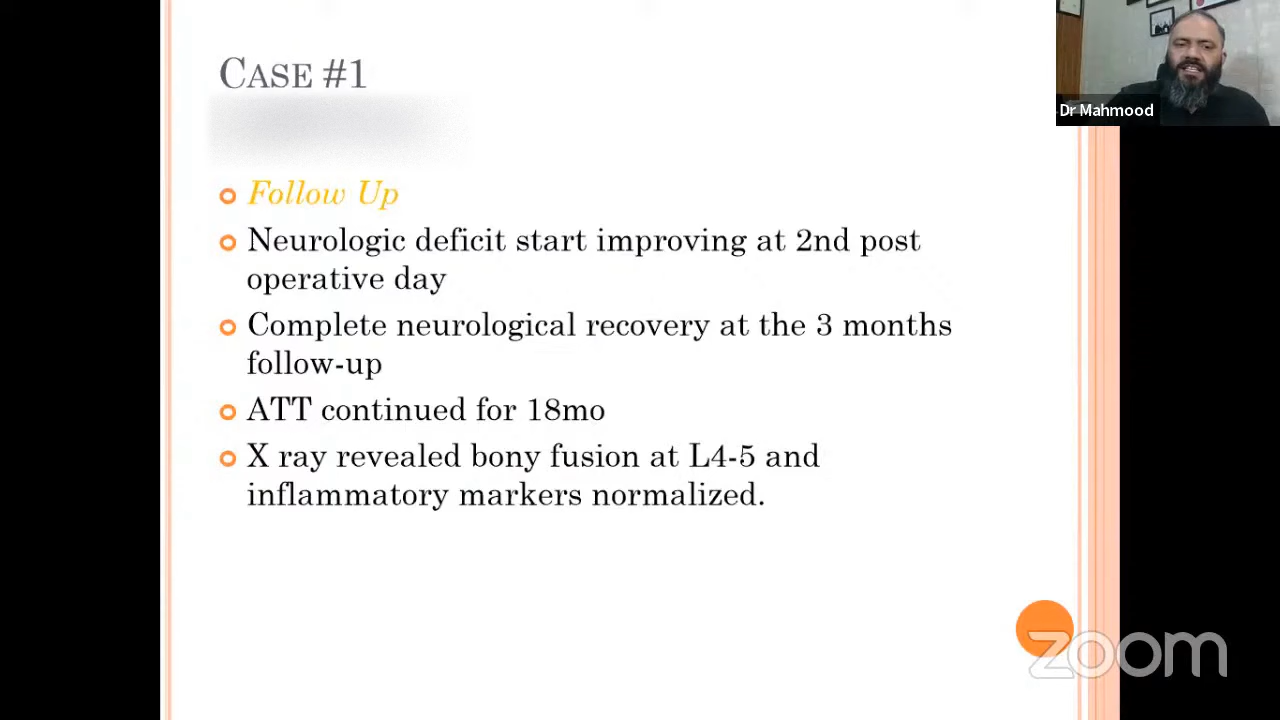 CASE #1
Dr Mahmood
Follow Up
Neurologic deficit start improving at 2nd post
operative day
Complete neurological recovery at the 3 months
follow-up
ATT continued for 18mo
X ray revealed bony fusion at L4-5 and
inflammatory markers normalized.
zoom